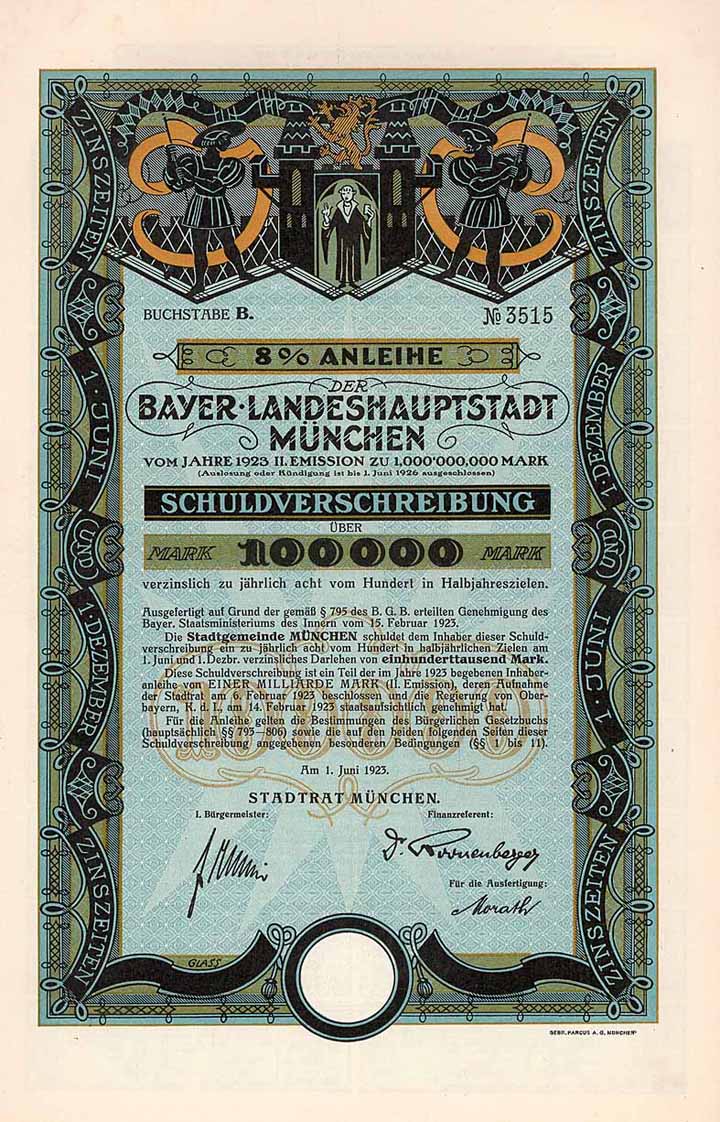 BUCHSTABE B.
№ 3515
8% ANLEIHE
DER
BAYER·LANDESHAUPTSTADT
MÜNCHEN
VOM JAHRE 1923 II. EMISSION ZU 1,000'000,000 MARK
(Auslosung oder Kündigung ist bis 1. Juni 1926 ausgeschlossen)
SCHULDVERSCHREIBUNG
ÜBER
MARK 100000 MARK
verzinslich zu jährlich acht vom Hundert in Halbjahreszielen.
Ausgefertigt auf Grund der gemäß § 795 des B. G. B. erteilten Genehmigung des
Bayer. Staatsministeriums des Innern vom 15. Februar 1923.
Die Stadtgemeinde MÜNCHEN schuldet dem Inhaber dieser Schuld-
verschreibung ein zu jährlich acht vom Hundert in halbjährlichen Zielen am
1. Juni und 1. Dezbr. verzinsliches Darlehen von einhunderttausend Mark.
Diese Schuldverschreibung ist ein Teil der im Jahre 1923 begebenen Inhaber-
anleihe von EINER MILLIARDE MARK (II. Emission), deren Aufnahme
der Stadtrat am 6. Februar 1923 beschlossen und die Regierung von Ober-
bayern, K. d. I., am 14. Februar 1923 staatsaufsichtlich genehmigt hat.
Für die Anleihe gelten die Bestimmungen des Bürgerlichen Gesetzbuchs
(hauptsächlich §§ 793—806) sowie die auf den beiden folgenden Seiten dieser
Schuldverschreibung angegebenen besonderen Bedingungen (§§ 1 bis 11).
Am 1. Juni 1923.
STADTRAT MÜNCHEN.
I. Bürgermeister:
Finanzreferent:
Für die Ausfertigung:
Morath
GLASS
ZINSZEITEN
1. JUNI
UND
1. DEZEMBER
ZINSZEITEN
ZINSZEITEN
1. DEZEMBER
UND
1. JUNI
ZINSZEITEN
GEBR. PARCUS A. G. MÜNCHEN